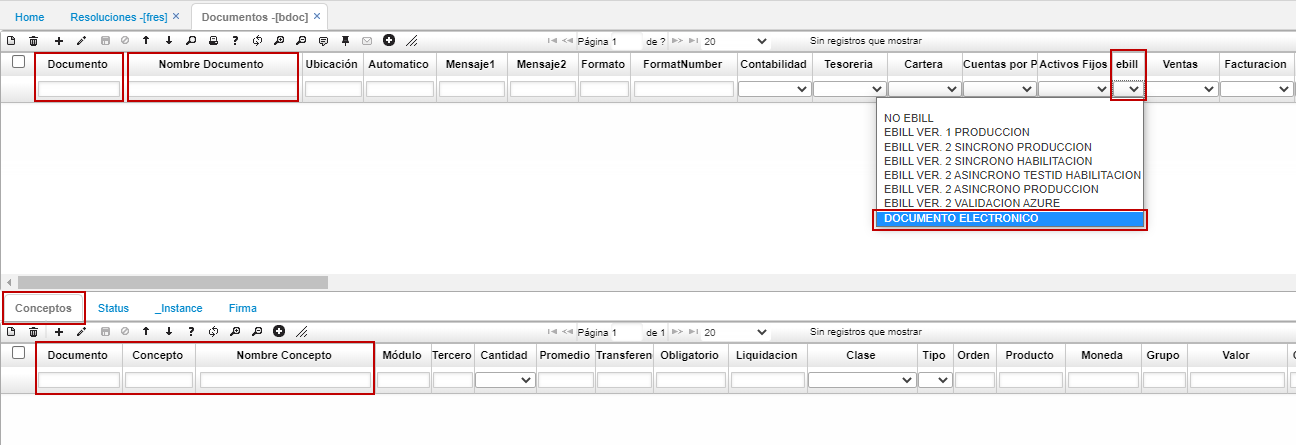 Home Resoluciones -[fres] × Documentos -[bdoc] ×
Página 1 de ? 20 Sin registros que mostrar
Documento Nombre Documento Ubicación Automatico Mensaje1 Mensaje2 Formato FormatNumber Contabilidad Tesoreria Cartera Cuentas por P Activos Fijos ebill Ventas Facturacion
NO EBILL
EBILL VER. 1 PRODUCCION
EBILL VER. 2 SINCRONO PRODUCCION
EBILL VER. 2 SINCRONO HABILITACION
EBILL VER. 2 ASINCRONO TESTID HABILITACION
EBILL VER. 2 ASINCRONO PRODUCCION
EBILL VER. 2 VALIDACION AZURE
DOCUMENTO ELECTRONICO
Conceptos Status _Instance Firma
Página 1 de 1 20 Sin registros que mostrar
Documento Concepto Nombre Concepto Módulo Tercero Cantidad Promedio Transferen Obligatorio Liquidacion Clase Tipo Orden Producto Moneda Grupo Valor